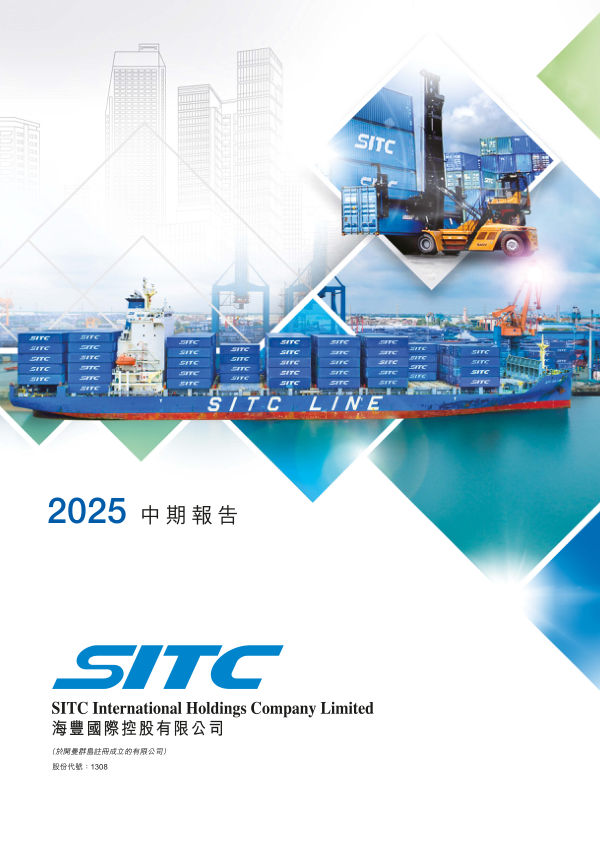 SITC
SITC
SITC
SITC LINE
2025 中期報告
SITC
SITC International Holdings Company Limited
海豐國際控股有限公司
(於開曼群島註冊成立的有限公司)
股份代號：1308